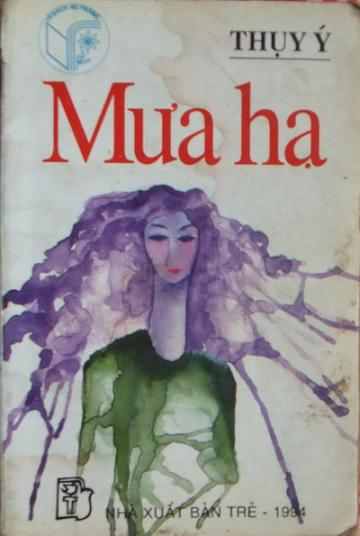 THỤY Ý
Mưa hạ
NHÀ XUẤT BẢN TRẺ - 1994